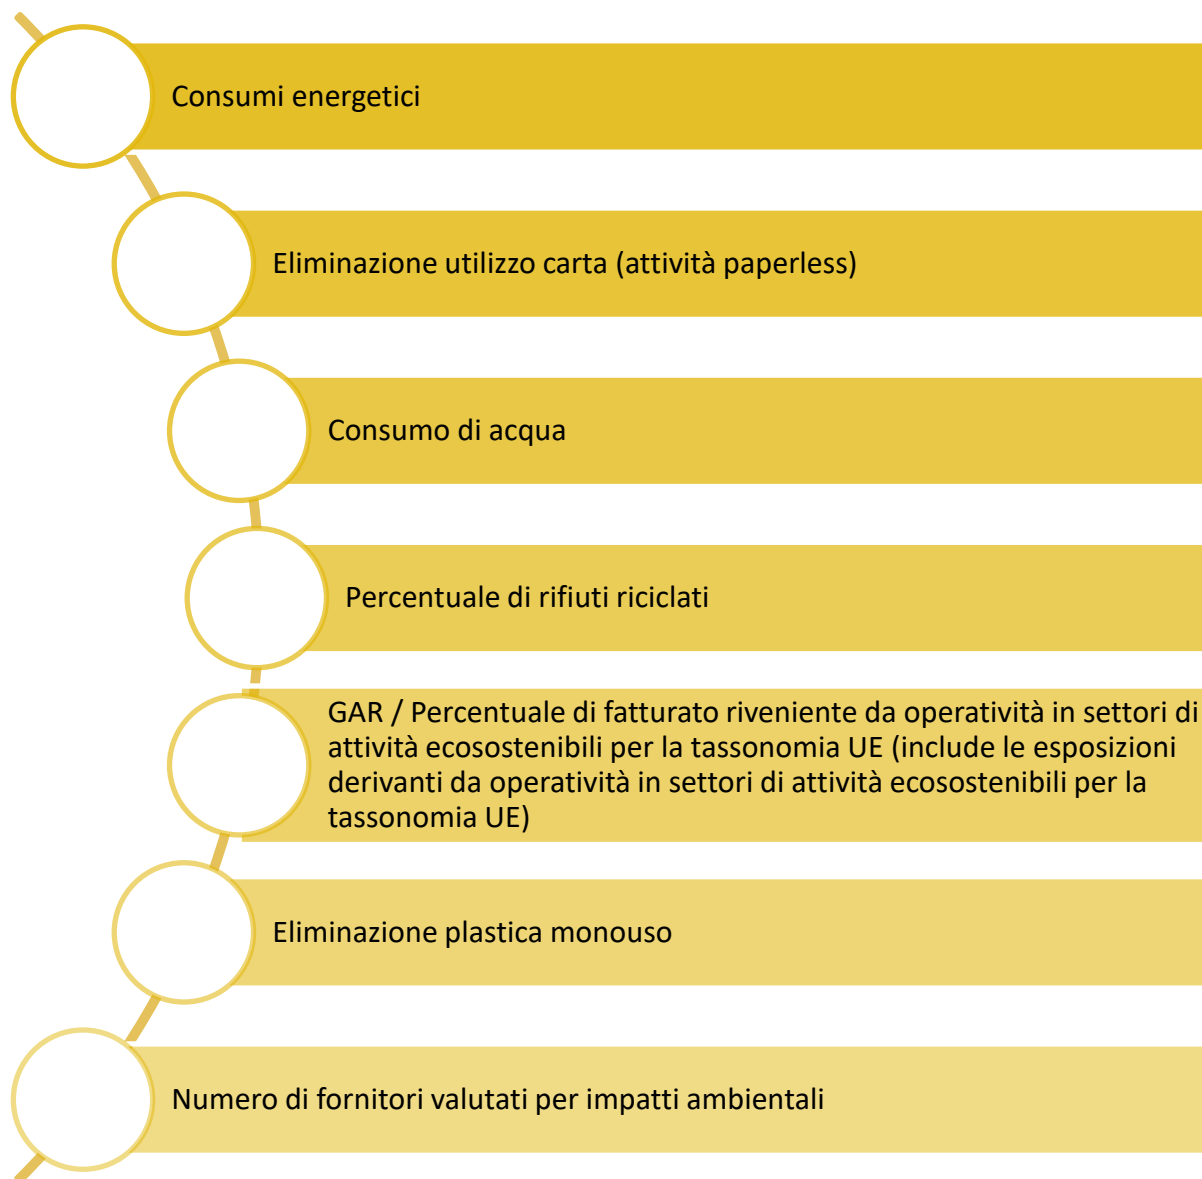 Consumi energetici
Eliminazione utilizzo carta (attività paperless)
Consumo di acqua
Percentuale di rifiuti riciclati
GAR / Percentuale di fatturato riveniente da operatività in settori di
attività ecosostenibili per la tassonomia UE (include le esposizioni
derivanti da operatività in settori di attività ecosostenibili per la
tassonomia UE)
Eliminazione plastica monouso
Numero di fornitori valutati per impatti ambientali